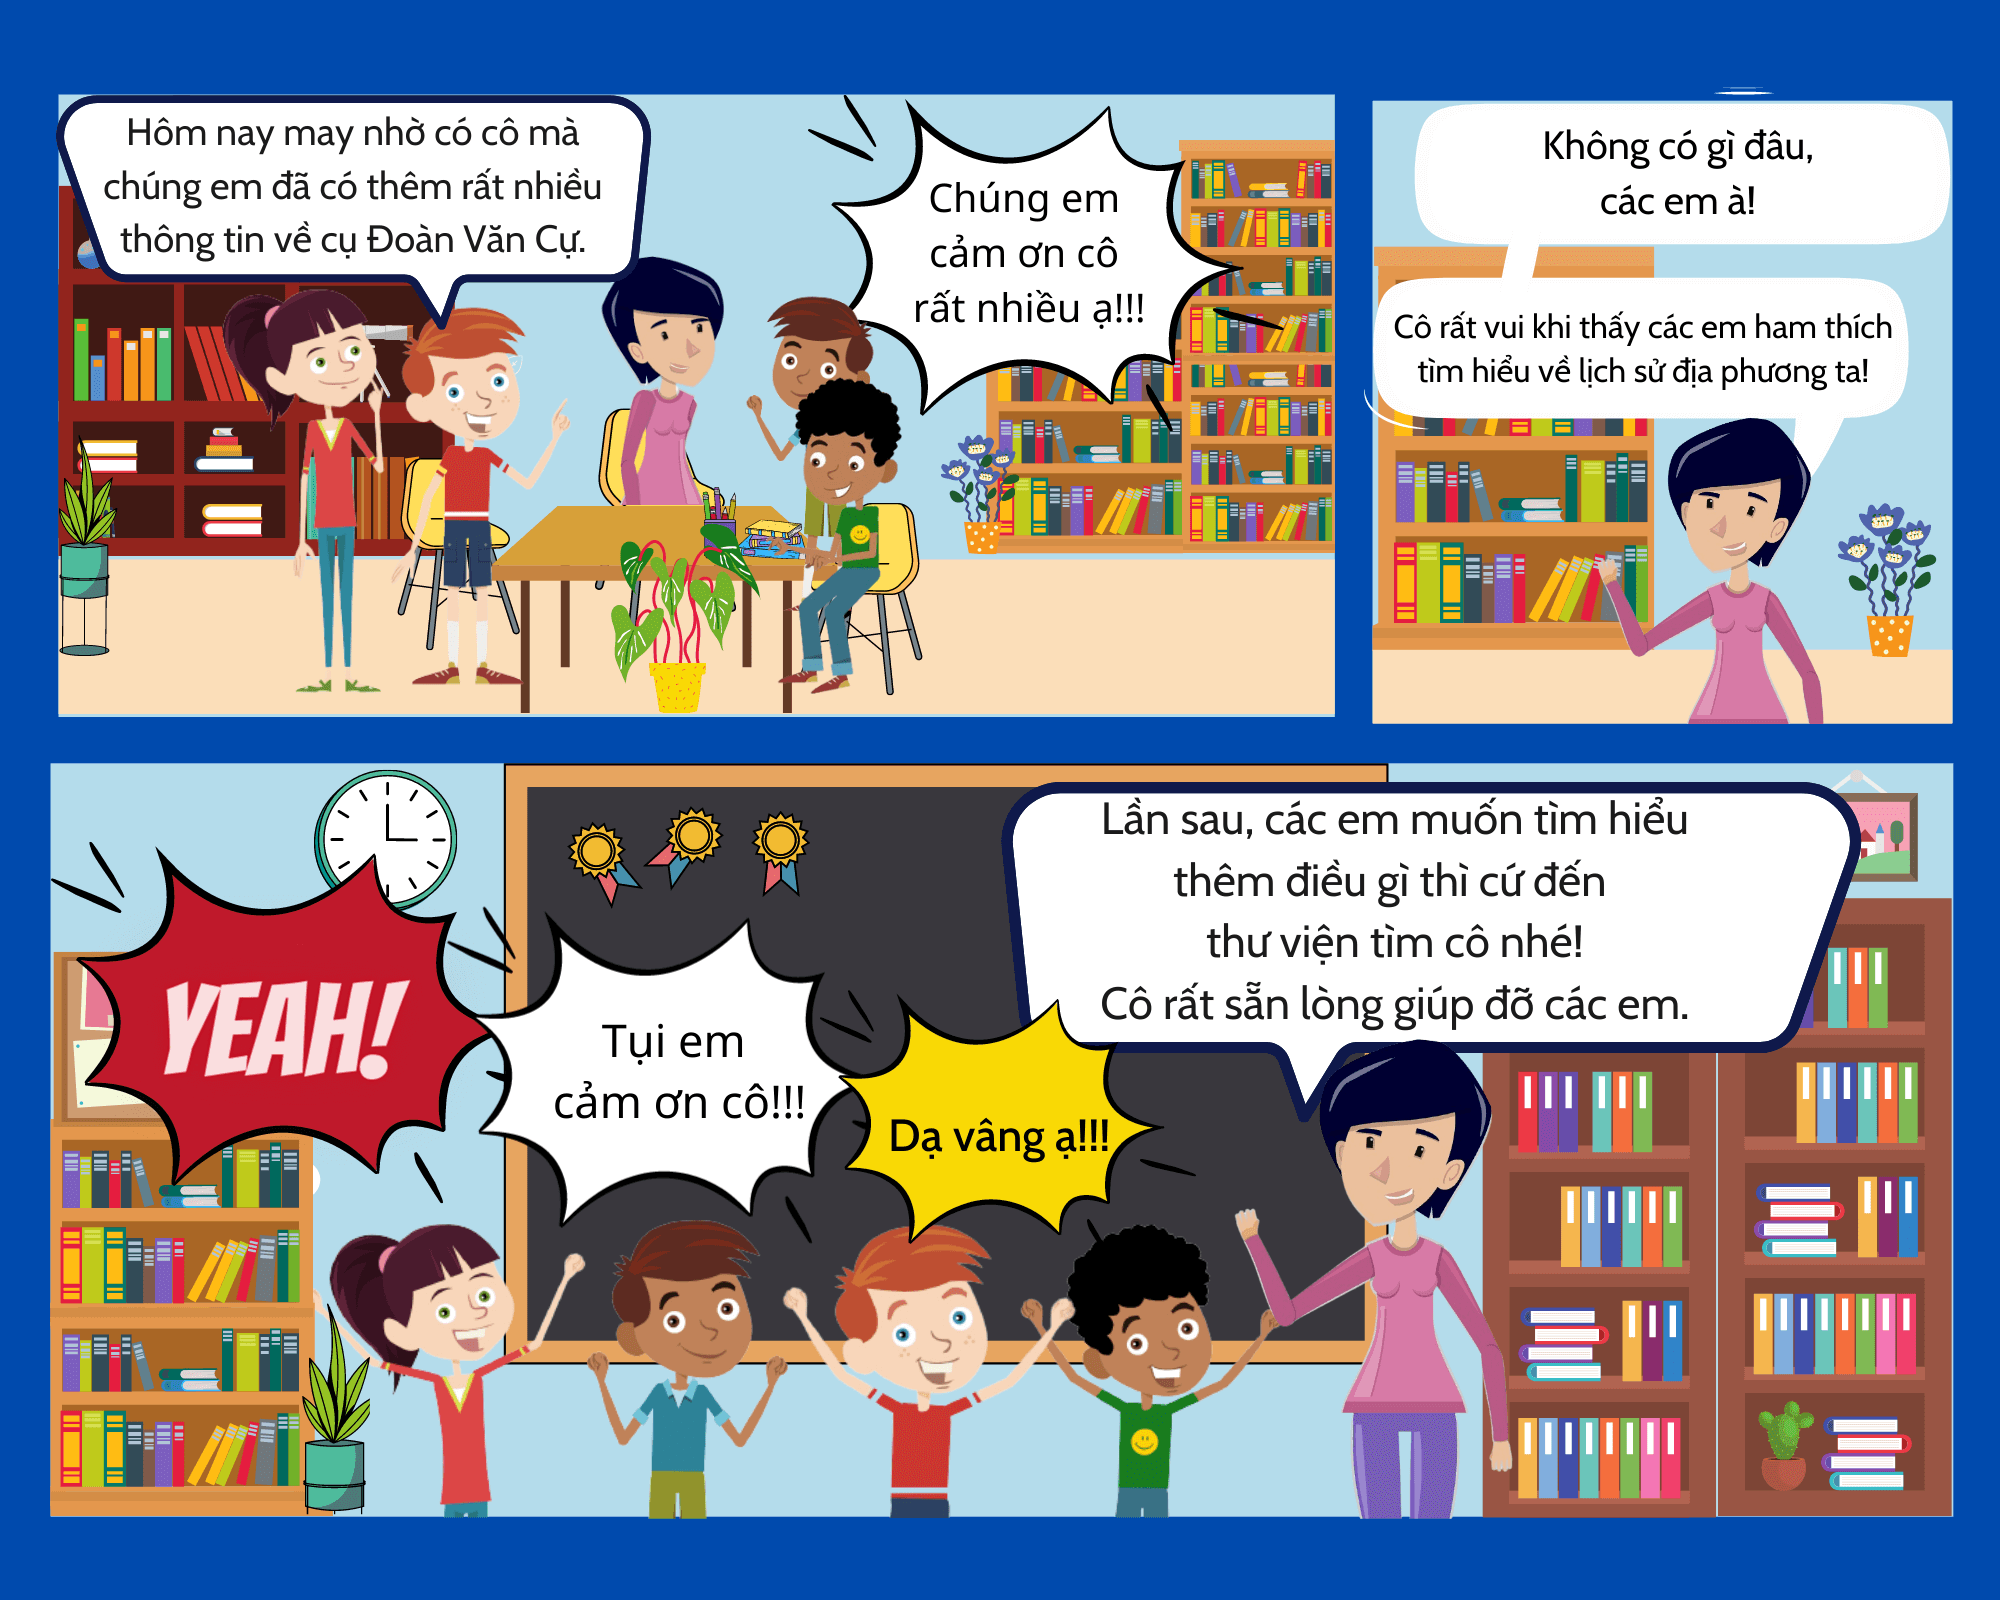 Hôm nay may nhờ có cô mà
chúng em đã có thêm rất nhiều
thông tin về cụ Đoàn Văn Cự.
Chúng em
cảm ơn cô
rất nhiều ạ!!!
Không có gì đâu,
các em à!
Cô rất vui khi thấy các em ham thích
tìm hiểu về lịch sử địa phương ta!
Lần sau, các em muốn tìm hiểu
thêm điều gì thì cứ đến
thư viện tìm cô nhé!
Cô rất sẵn lòng giúp đỡ các em.
YEAH!
Tụi em
cảm ơn cô!!!
Dạ vâng ạ!!!